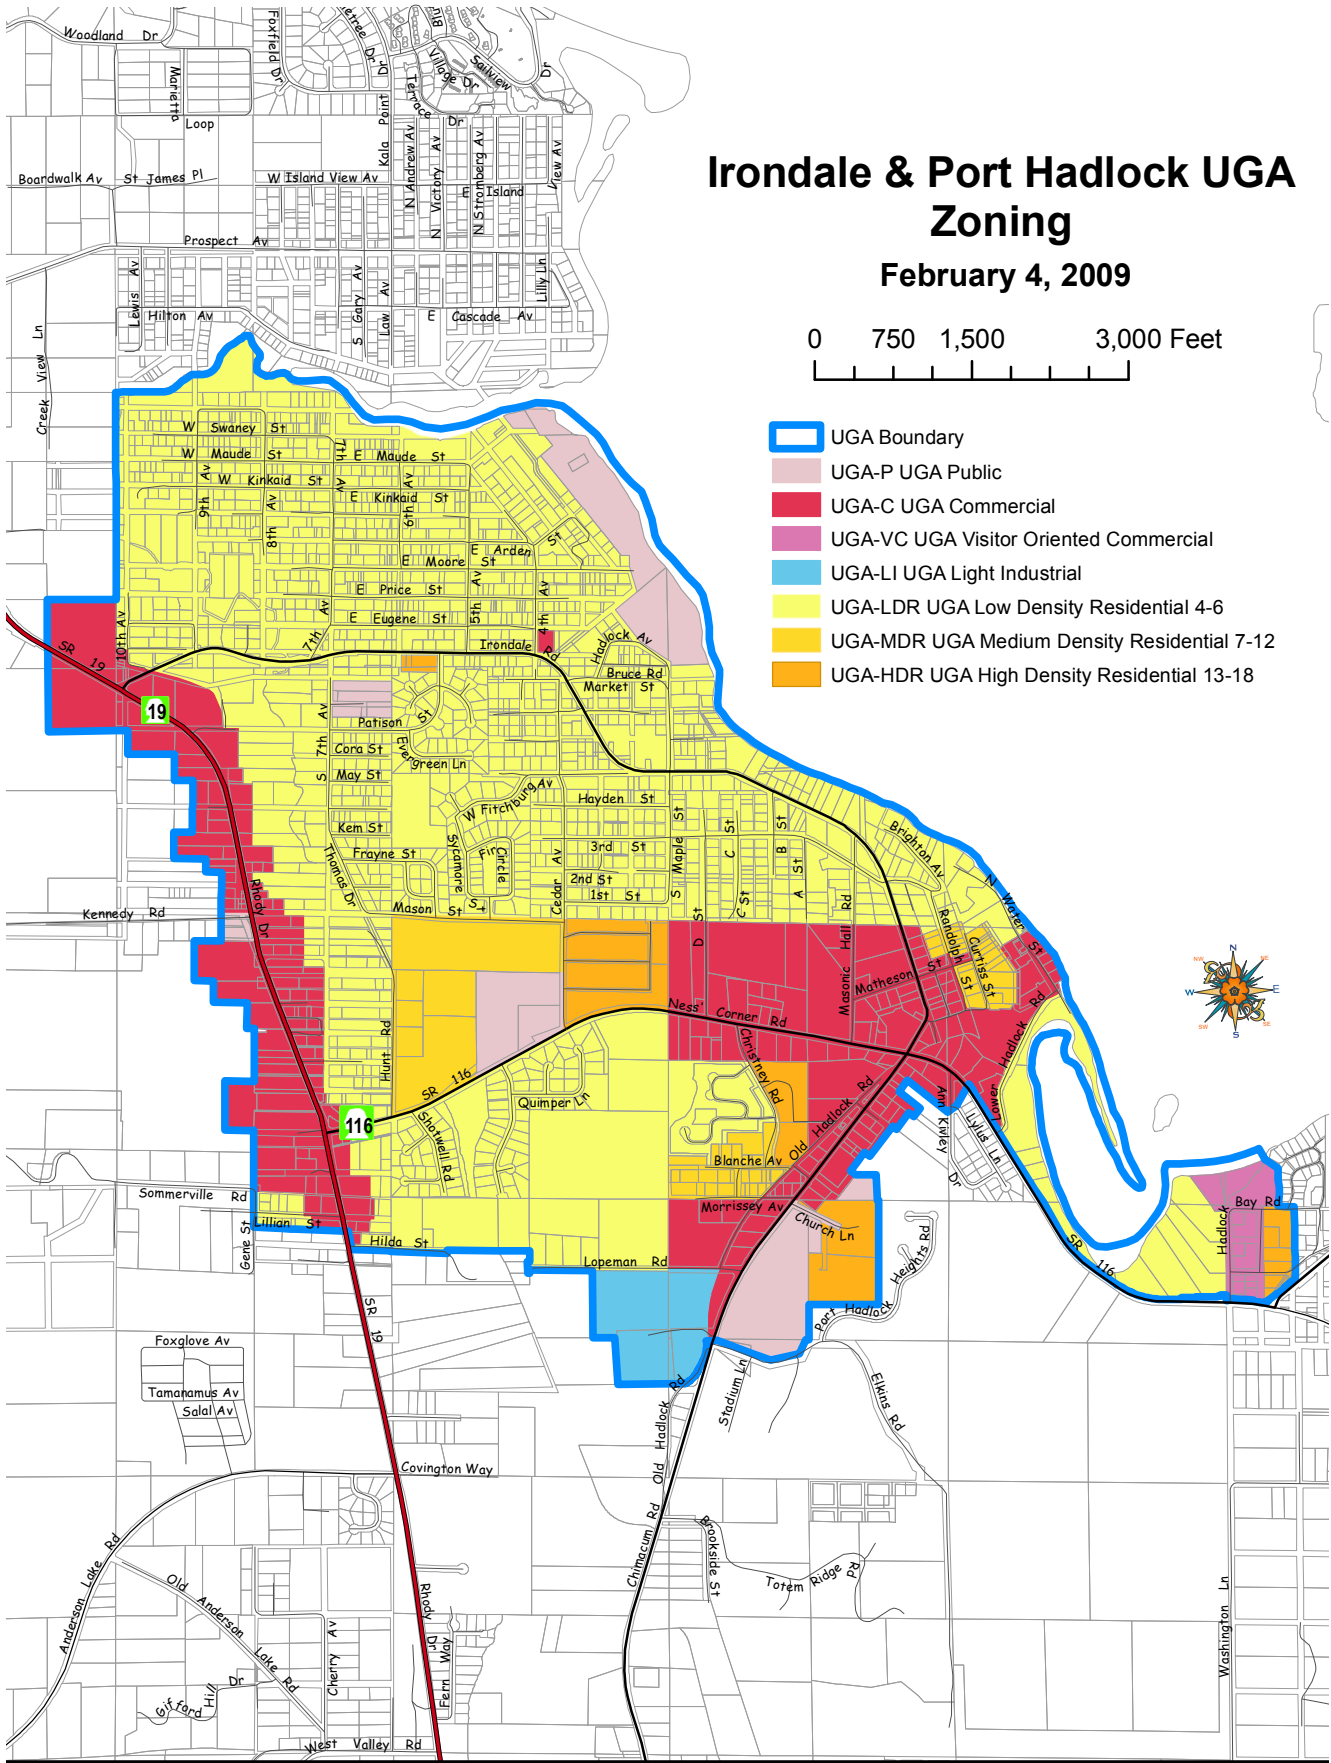 Irondale & Port Hadlock UGA
Zoning
February 4, 2009
0 750 1,500 3,000 Feet
UGA Boundary
UGA-P UGA Public
UGA-C UGA Commercial
UGA-VC UGA Visitor Oriented Commercial
UGA-LI UGA Light Industrial
UGA-LDR UGA Low Density Residential 4-6
UGA-MDR UGA Medium Density Residential 7-12
UGA-HDR UGA High Density Residential 13-18
Woodland Dr
Foxfield Dr
Village Dr
Sailview Dr
Marietta
Loop
Kala Point Dr
Terrace Dr
Boardwalk Av
St James Pl
W Island View Av
N Andrew Av
N Victory Av
N Stromberg Av
E Island
View Av
Prospect Av
Lewis Av
Hilton Av
S Gary Av
Law Av
E Cascade Av
Lilly Ln
Creek View Ln
W Swaney St
W Maude St
E Maude St
W Kinkaid St
E Kinkaid St
9th Av
8th Av
7th Av
6th Av
E Arden St
E Moore St
E Price St
E Eugene St
5th Av
4th Av
7th Av
10th Av
Irondale Rd
Hadlock Av
Bruce Rd
Market St
SR 19
19
Patison St
S 7th Av
Cora St
May St
Evergreen Ln
W Fitchburg Av
Hayden St
Kem St
Frayne St
Thomas Dr
Sycamore St
Fir Circle
Cedar Av
3rd St
2nd St
1st St
S Maple St
C St
B St
A St
C St
D St
Brighton Av
N Water St
Mason St
Kennedy Rd
Rhody Dr
Masonic Hall Rd
Matheson St
Randolph St
Curtiss St
Ness' Corner Rd
Christney Rd
Lower Hadlock Rd
Hunt Rd
SR 116
116
Quimper Ln
Shotwell Rd
Blanche Av
Old Hadlock Rd
Ann Kivley Dr
Lylus Ln
Morrissey Av
Church Ln
Sommerville Rd
Lillian St
Gene St
Hilda St
Lopeman Rd
Port Hadlock Heights Rd
SR 116
Hadlock Bay Rd
SR 19
Foxglove Av
Tamanamus Av
Salal Av
Stadium Ln
Old Hadlock Rd
Elkins Rd
Covington Way
Chimacum Rd
Brookside St
Totem Ridge Rd
Anderson Lake Rd
Old Anderson Lake Rd
Cherry Av
Rhody Dr
Fern Way
Gifford Hill Dr
West Valley Rd
Washington Ln
N
NE
E
SE
S
SW
W
NW